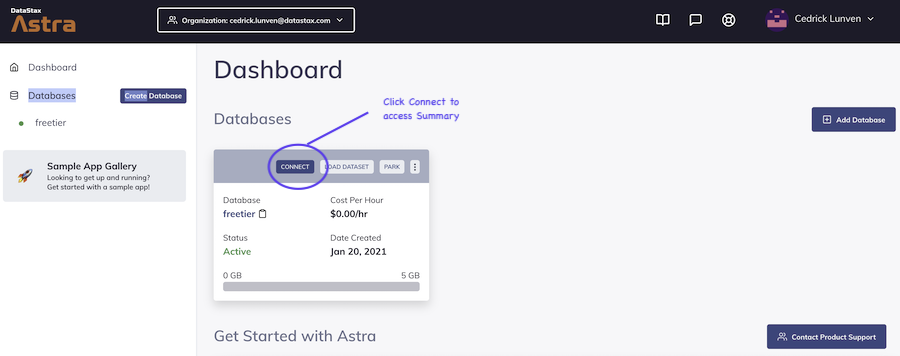 DataStax
Astra
Organization: cedrick.lunven@datastax.com
Cedrick Lunven
Dashboard
Databases
Create Database
freetier
Sample App Gallery
Looking to get up and running?
Get started with a sample app!
Dashboard
Click Connect to
access Summary
Databases
Add Database
CONNECT
LOAD DATASET
PARK
Database
Cost Per Hour
freetier
$0.00/hr
Status
Date Created
Active
Jan 20, 2021
0 GB
5 GB
Get Started with Astra
Contact Product Support